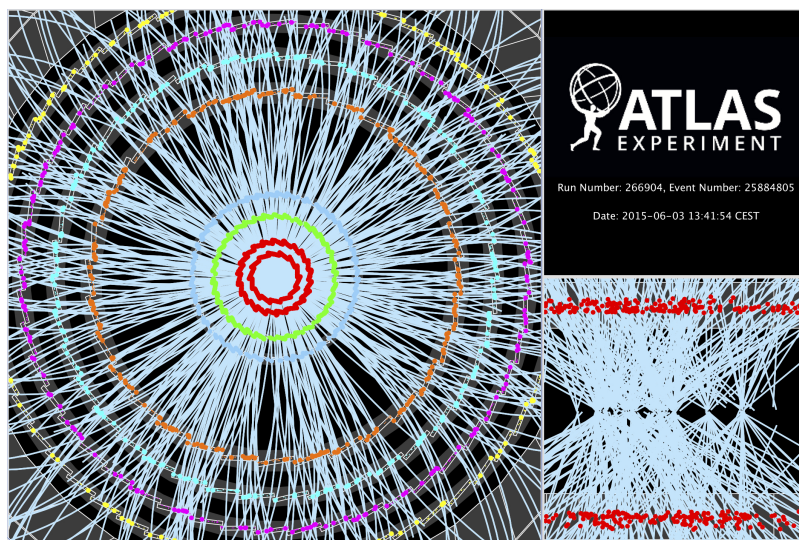 ATLAS
EXPERIMENT
Run Number: 266904, Event Number: 25884805
Date: 2015-06-03 13:41:54 CEST